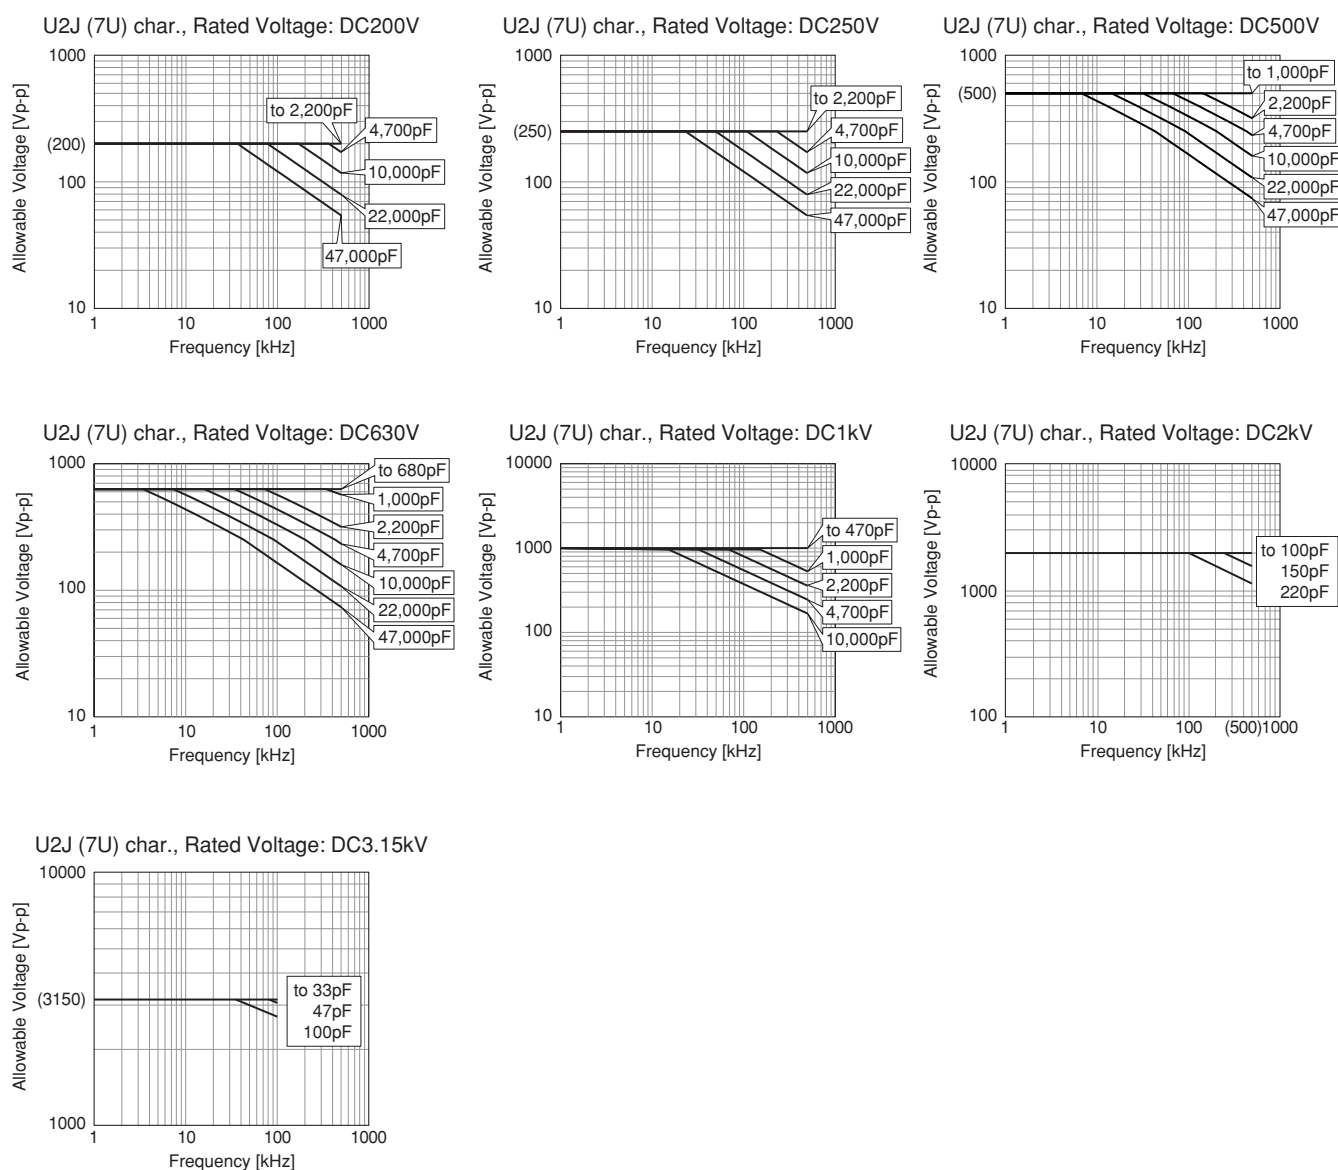 U2J (7U) char., Rated Voltage: DC200V
Allowable Voltage [Vp-p]
1000
(200)
100
10
to 2,200pF
4,700pF
10,000pF
22,000pF
47,000pF
1 10 100 1000
Frequency [kHz]
U2J (7U) char., Rated Voltage: DC250V
Allowable Voltage [Vp-p]
1000
(250)
100
10
to 2,200pF
4,700pF
10,000pF
22,000pF
47,000pF
1 10 100 1000
Frequency [kHz]
U2J (7U) char., Rated Voltage: DC500V
Allowable Voltage [Vp-p]
1000
(500)
100
10
to 1,000pF
2,200pF
4,700pF
10,000pF
22,000pF
47,000pF
1 10 100 1000
Frequency [kHz]
U2J (7U) char., Rated Voltage: DC630V
Allowable Voltage [Vp-p]
1000
100
10
to 680pF
1,000pF
2,200pF
4,700pF
10,000pF
22,000pF
47,000pF
1 10 100 1000
Frequency [kHz]
U2J (7U) char., Rated Voltage: DC1kV
Allowable Voltage [Vp-p]
10000
1000
100
10
to 470pF
1,000pF
2,200pF
4,700pF
10,000pF
1 10 100 1000
Frequency [kHz]
U2J (7U) char., Rated Voltage: DC2kV
Allowable Voltage [Vp-p]
10000
1000
100
to 100pF
150pF
220pF
1 10 100 (500)1000
Frequency [kHz]
U2J (7U) char., Rated Voltage: DC3.15kV
Allowable Voltage [Vp-p]
10000
(3150)
1000
to 33pF
47pF
100pF
1 10 100 1000
Frequency [kHz]